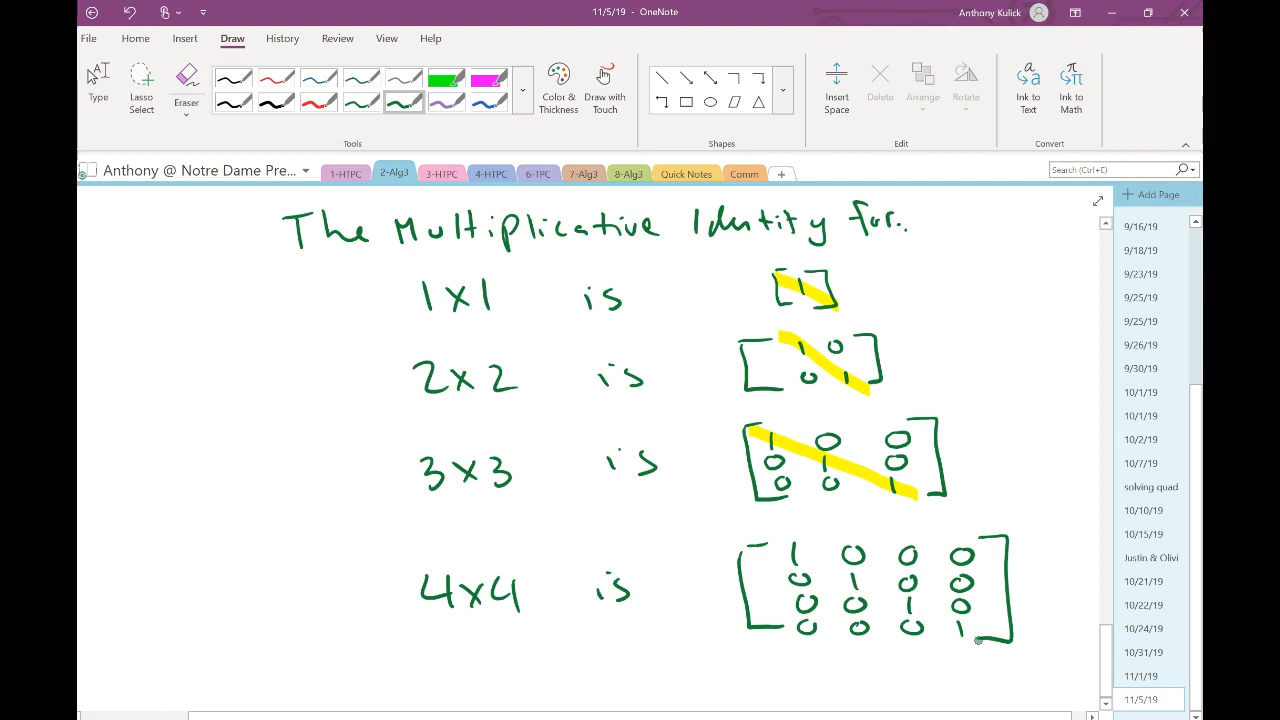 11/5/19 - OneNote
Anthony Kulick
File Home Insert Draw History Review View Help
Type
Lasso Select
Eraser
Color & Thickness
Draw with Touch
Insert Space
Delete
Arrange
Rotate
Ink to Text
Ink to Math
Tools
Shapes
Edit
Convert
Anthony @ Notre Dame Pre...
1-HTPC 2-Alg3 3-HTPC 4-HTPC 6-TPC 7-Alg3 8-Alg3 Quick Notes Comm +
Search (Ctrl+E)
The Multiplicative Identity for..
1x1 is [1]
2x2 is
1 0
0 1
3x3 is
1 0 0
0 1 0
0 0 1
4x4 is
1 0 0 0
0 1 0 0
0 0 1 0
0 0 0 1
+ Add Page
9/16/19
9/18/19
9/23/19
9/25/19
9/25/19
9/26/19
9/30/19
10/1/19
10/1/19
10/2/19
10/7/19
solving quad
10/10/19
10/15/19
Justin & Olivi
10/21/19
10/22/19
10/24/19
10/31/19
11/1/19
11/5/19